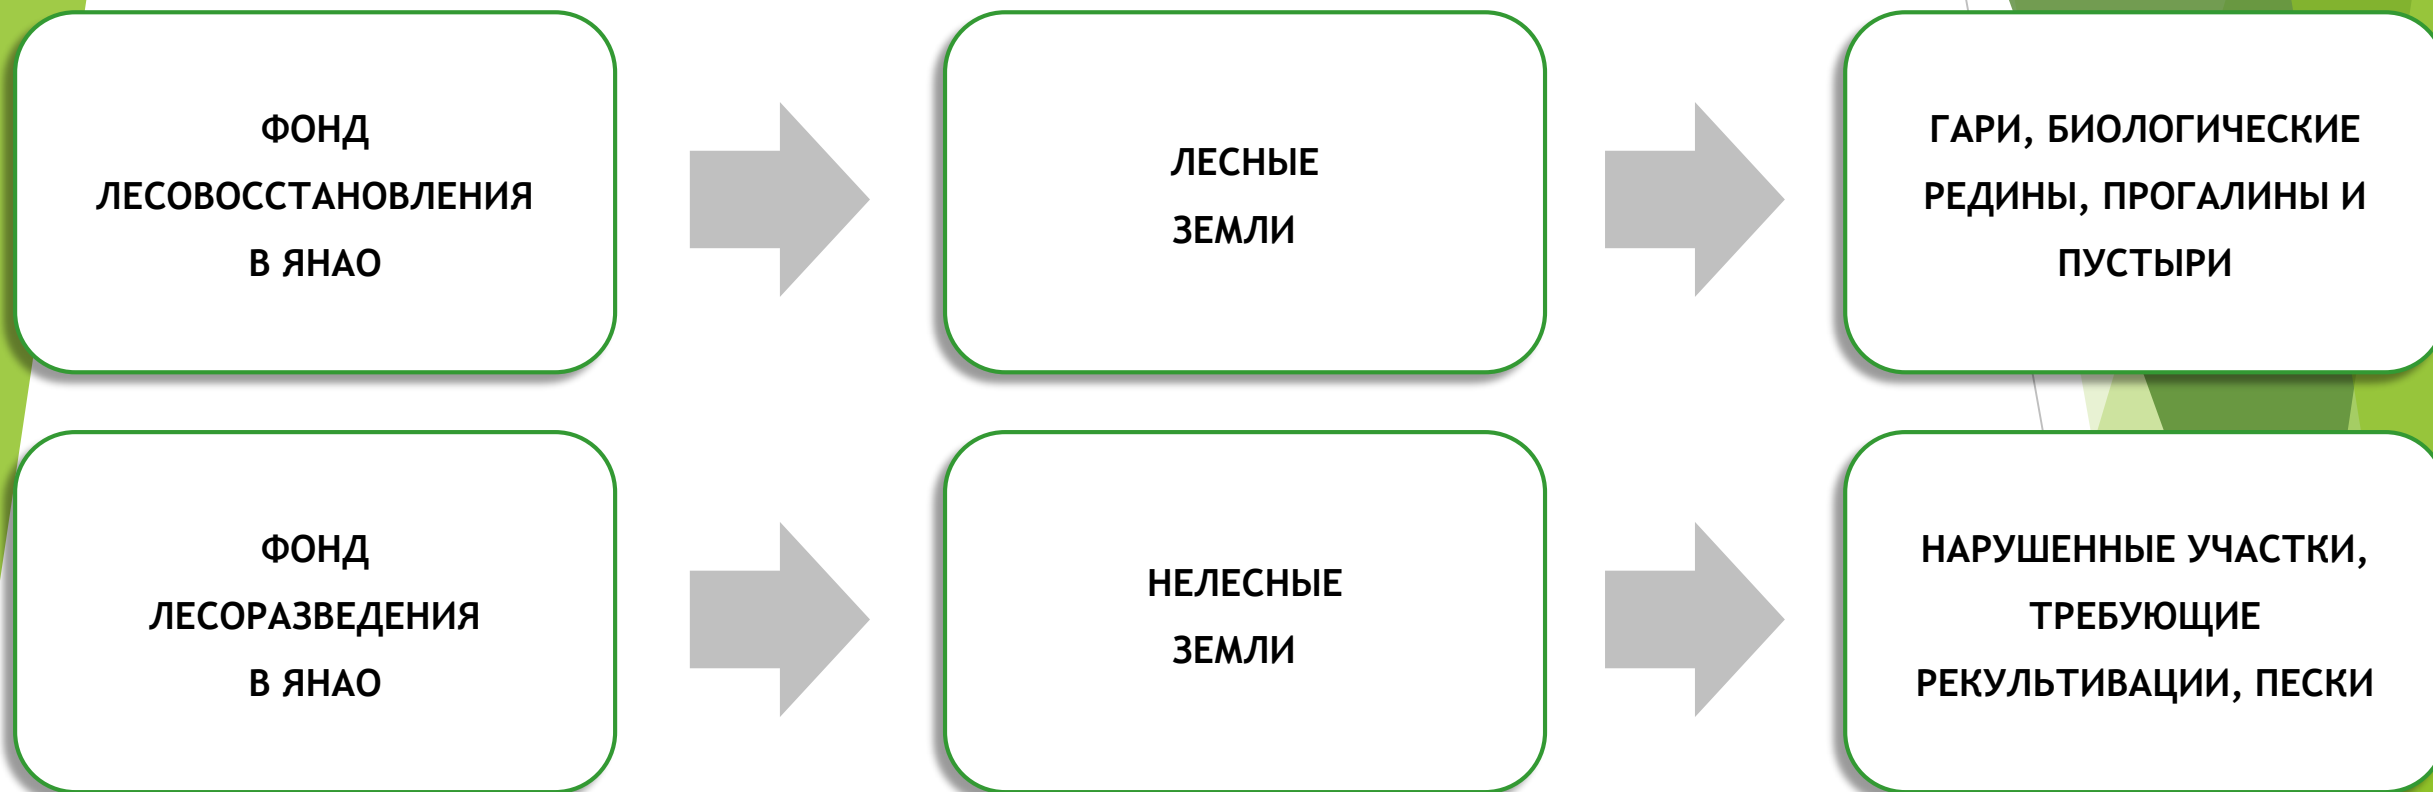 ФОНД
ЛЕСОВОССТАНОВЛЕНИЯ
В ЯНАО
ЛЕСНЫЕ
ЗЕМЛИ
ГАРИ, БИОЛОГИЧЕСКИЕ
РЕДИНЫ, ПРОГАЛИНЫ И
ПУСТЫРИ
ФОНД
ЛЕСОРАЗВЕДЕНИЯ
В ЯНАО
НЕЛЕСНЫЕ
ЗЕМЛИ
НАРУШЕННЫЕ УЧАСТКИ,
ТРЕБУЮЩИЕ
РЕКУЛЬТИВАЦИИ, ПЕСКИ